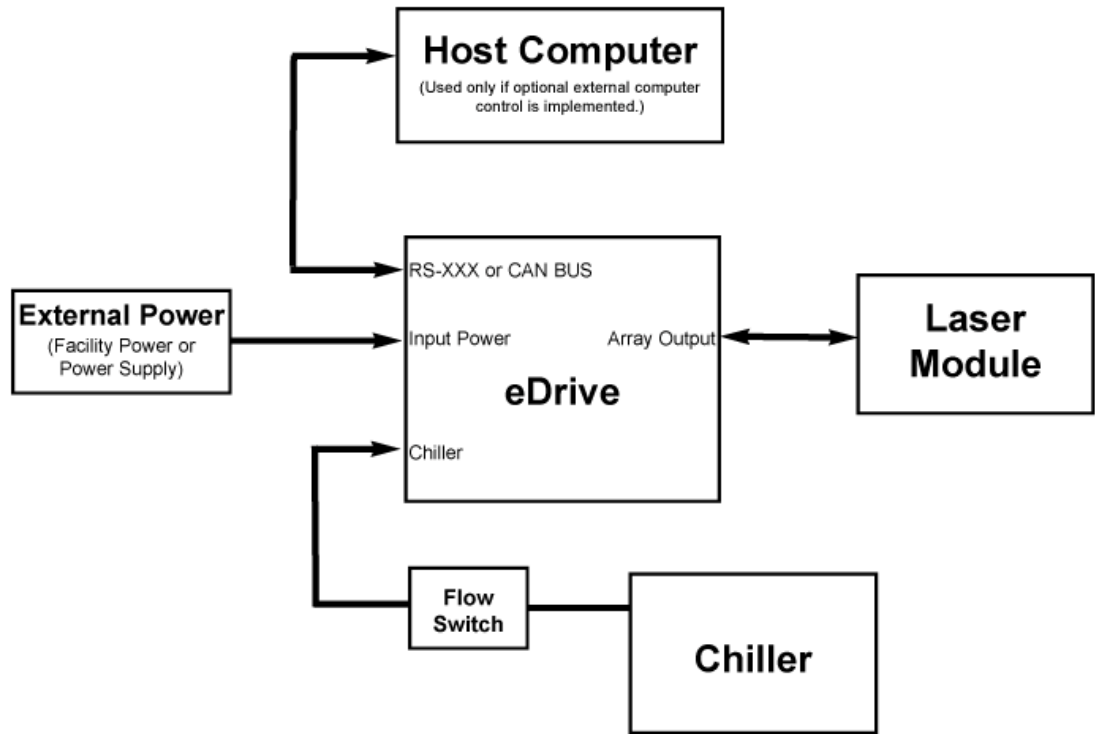 Host Computer
(Used only if optional external computer
control is implemented.)
RS-XXX or CAN BUS
External Power
(Facility Power or
Power Supply)
Input Power
Array Output
eDrive
Chiller
Laser
Module
Flow
Switch
Chiller